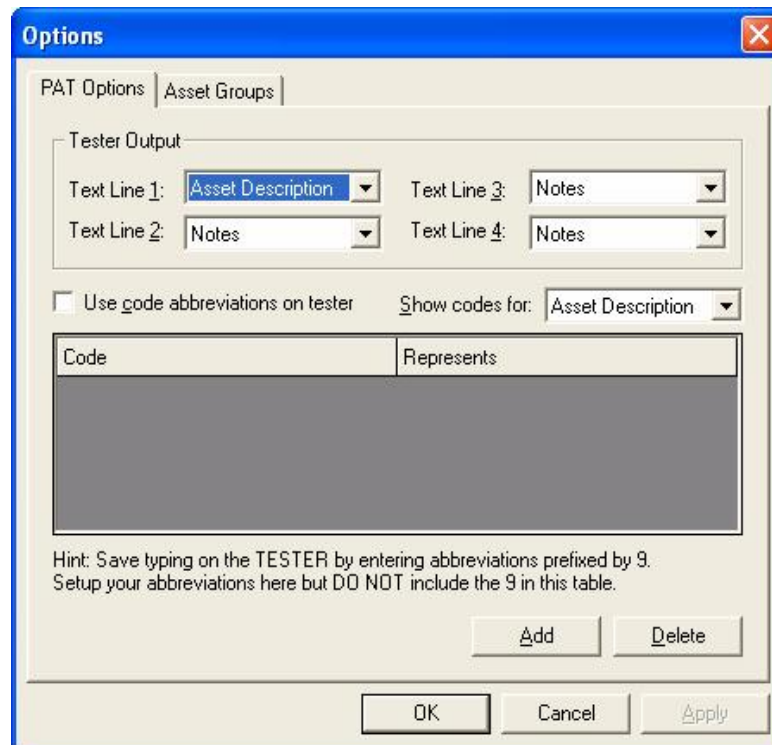 Options
PAT Options Asset Groups
Tester Output
Text Line 1: Asset Description Text Line 3: Notes
Text Line 2: Notes Text Line 4: Notes
Use code abbreviations on tester Show codes for: Asset Description
Code Represents
Hint: Save typing on the TESTER by entering abbreviations prefixed by 9.
Setup your abbreviations here but DO NOT include the 9 in this table.
Add Delete
OK Cancel Apply